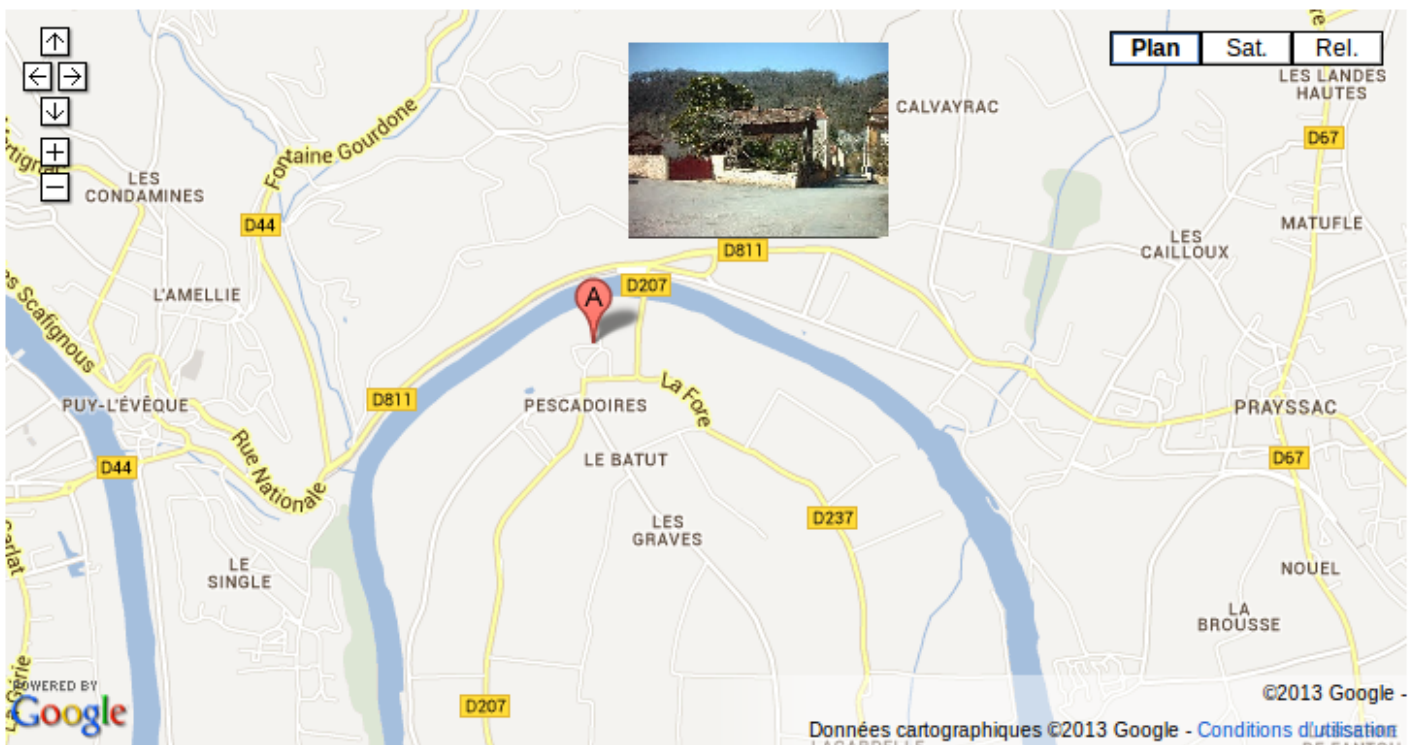 Plan
Sat.
Rel.
LES LANDES
HAUTES
CALVAYRAC
D67
Fontaine Gourdone
LES
CONDAMINES
D44
MATUFLE
LES
CAILLOUX
D811
L'AMELLIE
D207
A
Scafignous
D811
PUY-L'ÉVÊQUE
PESCADOIRES
La Fore
PRAYSSAC
Rue Nationale
D44
LE BATUT
D67
D237
LES
GRAVES
LE
SINGLE
NOUEL
LA
BROUSSE
POWERED BY
Google
D207
©2013 Google -
Données cartographiques ©2013 Google - Conditions d'utilisation